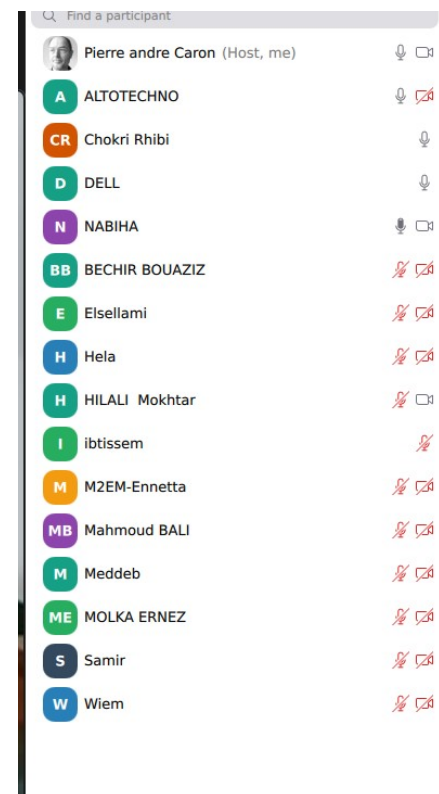 Find a participant
Pierre andre Caron (Host, me)
A ALTOTECHNO
CR Chokri Rhibi
D DELL
N NABIHA
BB BECHIR BOUAZIZ
E Elsellami
H Hela
H HILALI Mokhtar
I ibtissem
M M2EM-Ennetta
MB Mahmoud BALI
M Meddeb
ME MOLKA ERNEZ
S Samir
W Wiem